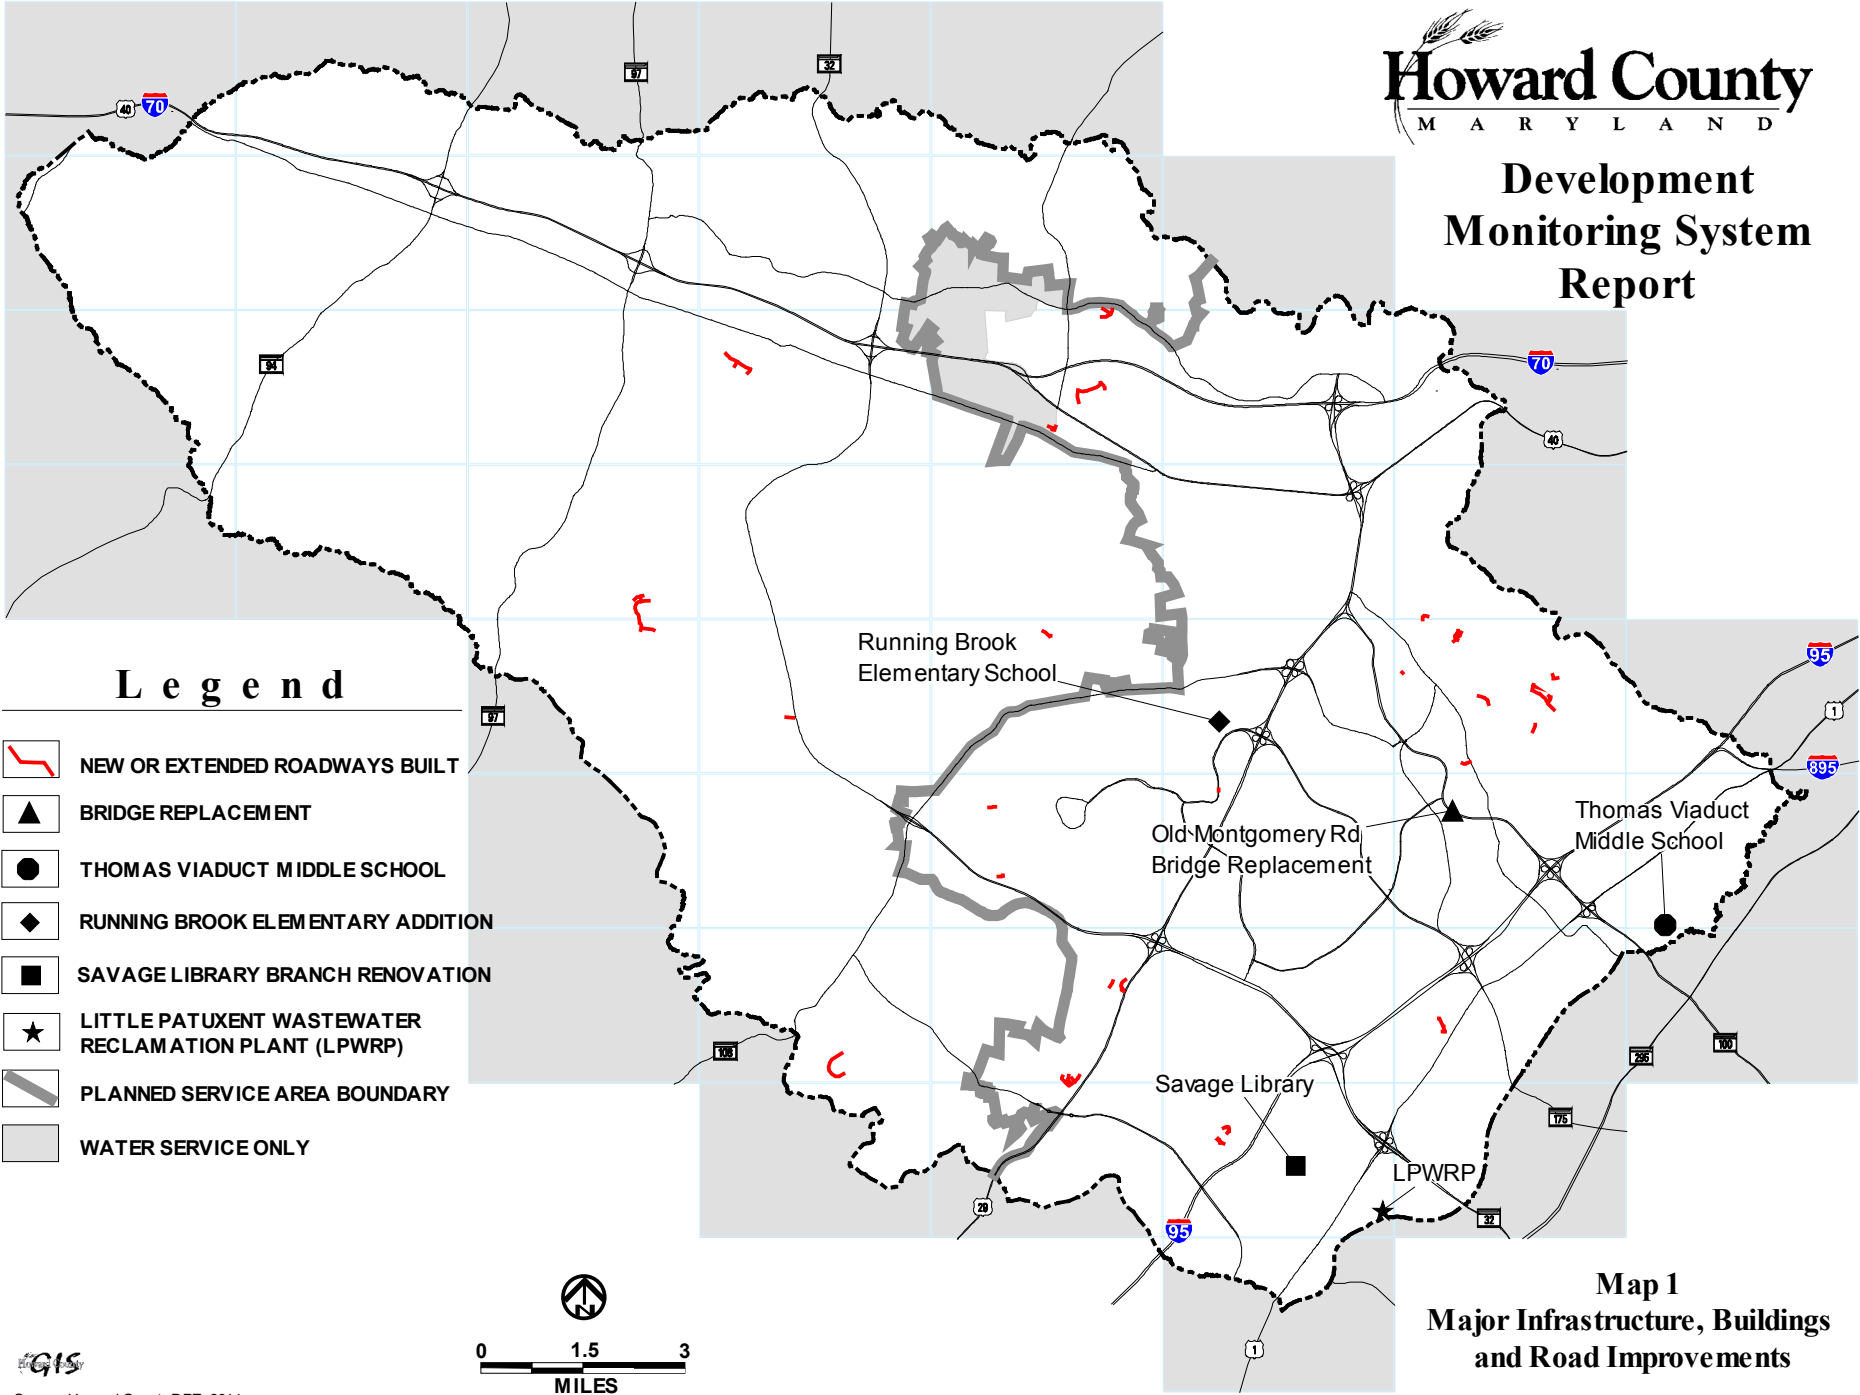 Howard County
MARYLAND
Development
Monitoring System
Report
97
32
40
70
94
70
40
Running Brook
Elementary School
95
1
895
97
Legend
NEW OR EXTENDED ROADWAYS BUILT
BRIDGE REPLACEMENT
THOMAS VIADUCT MIDDLE SCHOOL
RUNNING BROOK ELEMENTARY ADDITION
SAVAGE LIBRARY BRANCH RENOVATION
LITTLE PATUXENT WASTEWATER
RECLAMATION PLANT (LPWRP)
PLANNED SERVICE AREA BOUNDARY
WATER SERVICE ONLY
Old Montgomery Rd
Bridge Replacement
Thomas Viaduct
Middle School
108
295
100
175
Savage Library
LPWRP
29
95
32
1
N
0 1.5 3
MILES
Map 1
Major Infrastructure, Buildings
and Road Improvements
Howard County
GIS